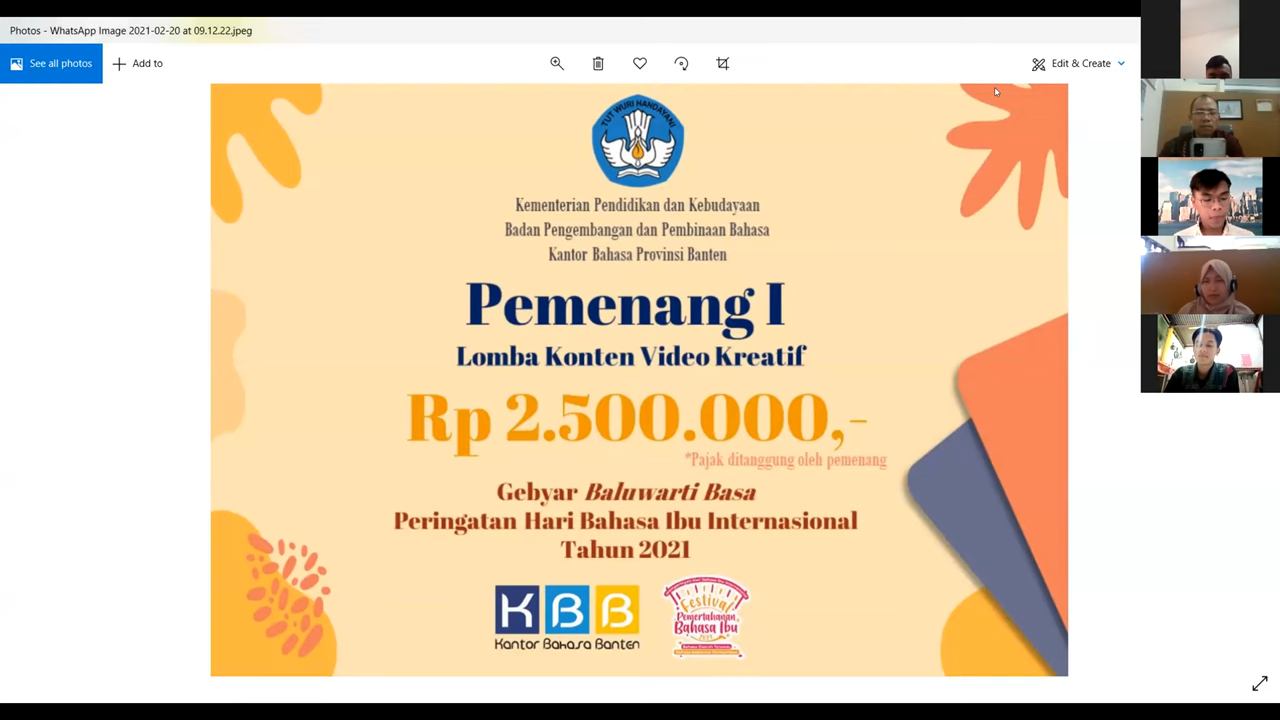 Photos - WhatsApp Image 2021-02-20 at 09.12.22.jpeg
See all photos
Add to
Edit & Create
TUT WURI HANDAYANI
Kementerian Pendidikan dan Kebudayaan
Badan Pengembangan dan Pembinaan Bahasa
Kantor Bahasa Provinsi Banten
Pemenang I
Lomba Konten Video Kreatif
Rp 2.500.000,-
*Pajak ditanggung oleh pemenang
Gebyar Baluwarti Basa
Peringatan Hari Bahasa Ibu Internasional
Tahun 2021
KBB
Kantor Bahasa Banten
Festival
Pemertahanan
Bahasa Ibu
2021